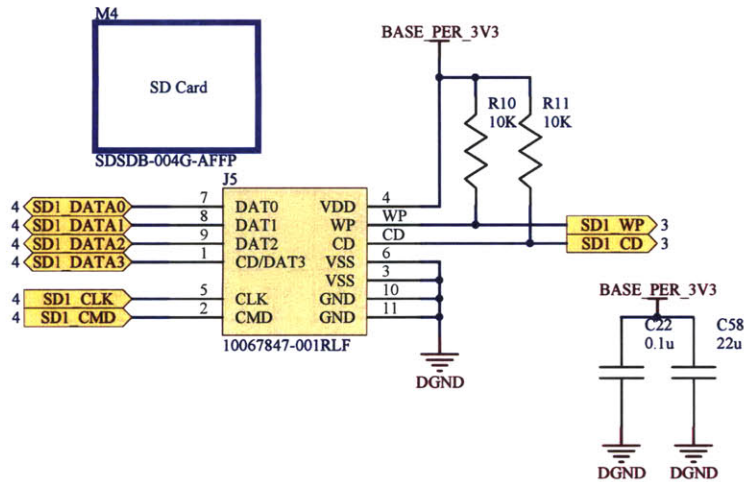 M4
SD Card
SDSDB-004G-AFFP
BASE_PER_3V3
R10
10K
R11
10K
J5
4 SD1_DATA0 7 DAT0 VDD 4
4 SD1_DATA1 8 DAT1 WP WP SD1_WP 3
4 SD1_DATA2 9 DAT2 CD CD SD1_CD 3
4 SD1_DATA3 1 CD/DAT3 VSS 6
VSS 3
4 SD1_CLK 5 CLK GND 10
4 SD1_CMD 2 CMD GND 11
10067847-001RLF
DGND
BASE_PER_3V3
C22
0.1u
C58
22u
DGND
DGND